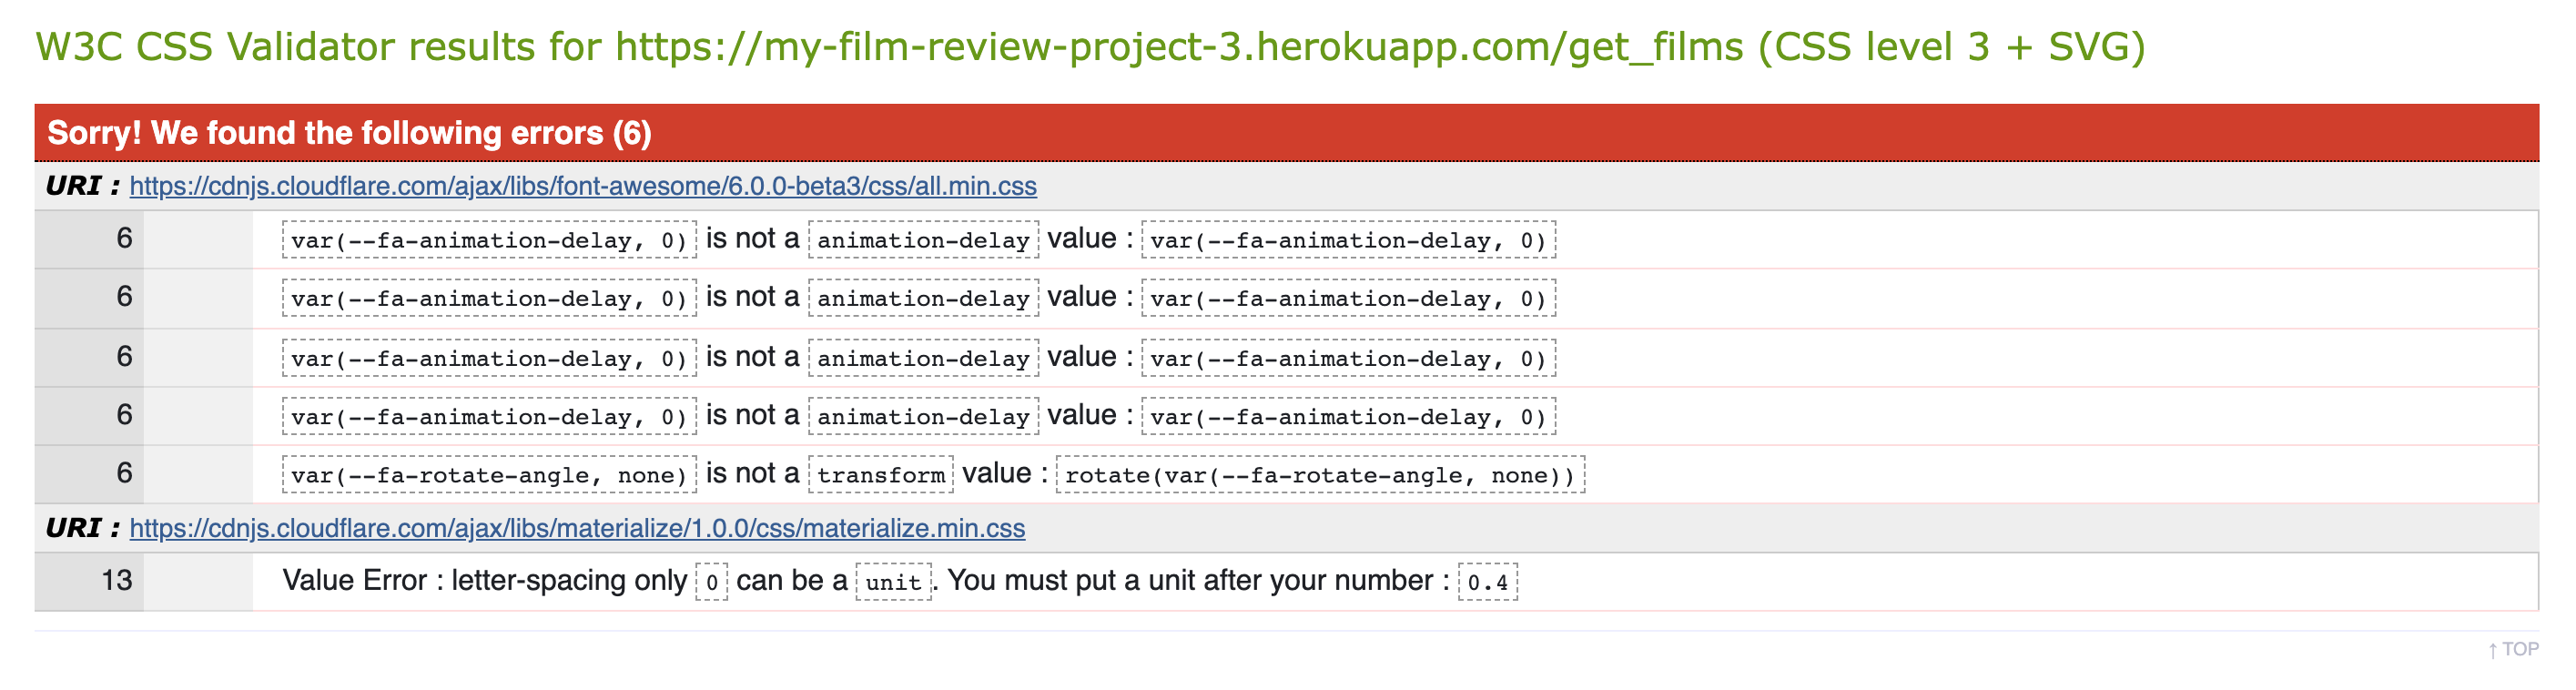 W3C CSS Validator results for https://my-film-review-project-3.herokuapp.com/get_films (CSS level 3 + SVG)
Sorry! We found the following errors (6)
URI : https://cdnjs.cloudflare.com/ajax/libs/font-awesome/6.0.0-beta3/css/all.min.css
6 var(--fa-animation-delay, 0) is not a animation-delay value : var(--fa-animation-delay, 0)
6 var(--fa-animation-delay, 0) is not a animation-delay value : var(--fa-animation-delay, 0)
6 var(--fa-animation-delay, 0) is not a animation-delay value : var(--fa-animation-delay, 0)
6 var(--fa-animation-delay, 0) is not a animation-delay value : var(--fa-animation-delay, 0)
6 var(--fa-rotate-angle, none) is not a transform value : rotate(var(--fa-rotate-angle, none))
URI : https://cdnjs.cloudflare.com/ajax/libs/materialize/1.0.0/css/materialize.min.css
13 Value Error : letter-spacing only 0 can be a unit. You must put a unit after your number : 0.4
↑ TOP